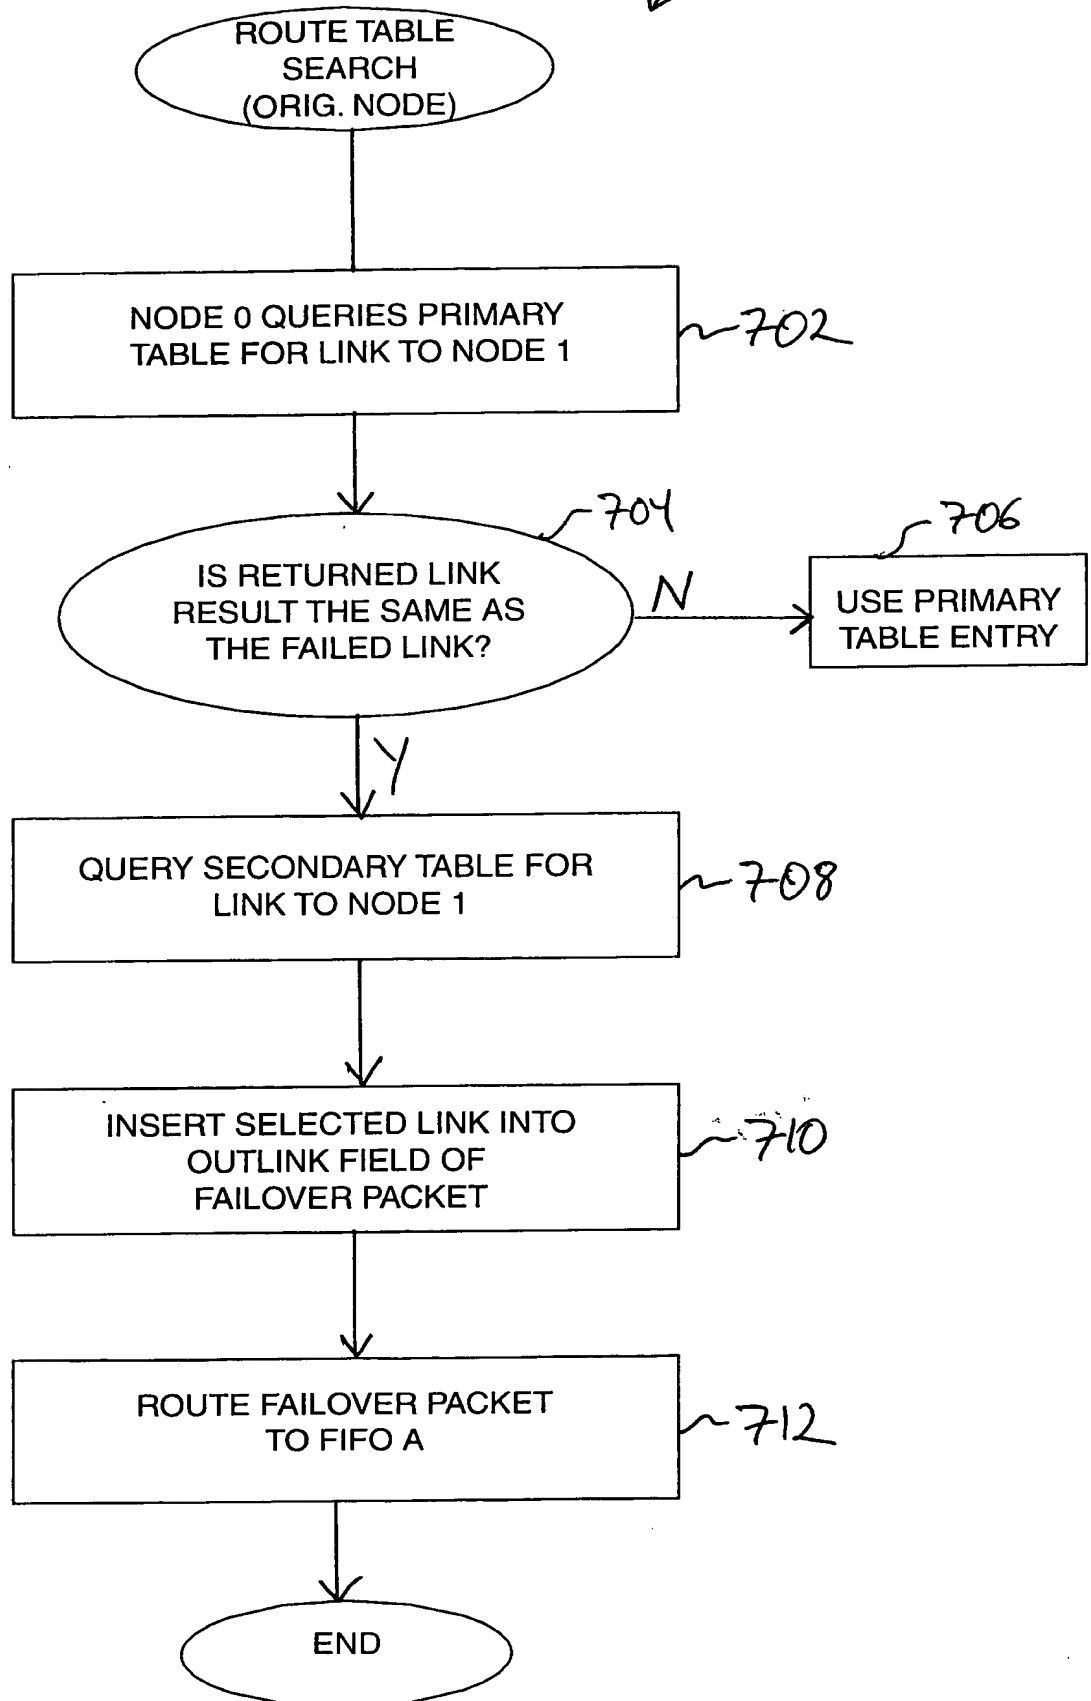 ROUTE TABLE
SEARCH
(ORIG. NODE)
NODE 0 QUERIES PRIMARY
TABLE FOR LINK TO NODE 1
702
704
706
IS RETURNED LINK
RESULT THE SAME AS
THE FAILED LINK?
N
USE PRIMARY
TABLE ENTRY
Y
QUERY SECONDARY TABLE FOR
LINK TO NODE 1
708
INSERT SELECTED LINK INTO
OUTLINK FIELD OF
FAILOVER PACKET
710
ROUTE FAILOVER PACKET
TO FIFO A
712
END